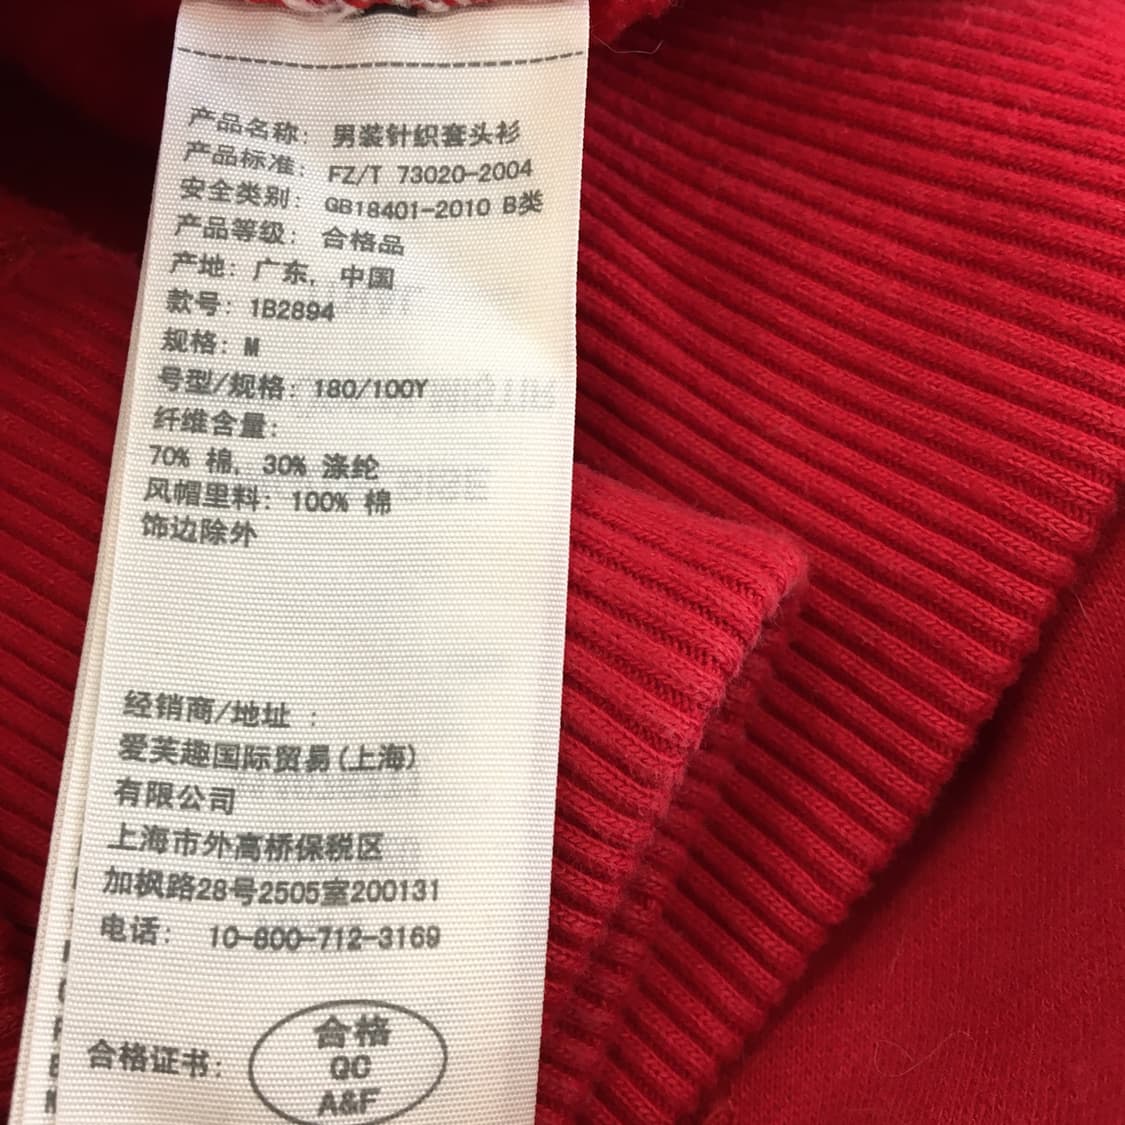 产品名称: 男装针织套头衫
产品标准: FZ/T 73020-2004
安全类别: GB18401-2010 B类
产品等级: 合格品
产地: 广东, 中国
款号: 1B2894
规格: M
号型/规格: 180/100Y
纤维含量:
70% 棉, 30% 涤纶
风帽里料: 100% 棉
饰边除外
经销商/地址 :
爱芙趣国际贸易(上海)
有限公司
上海市外高桥保税区
加枫路28号2505室200131
电话: 10-800-712-3169
合格证书:
合格
QC
A&F